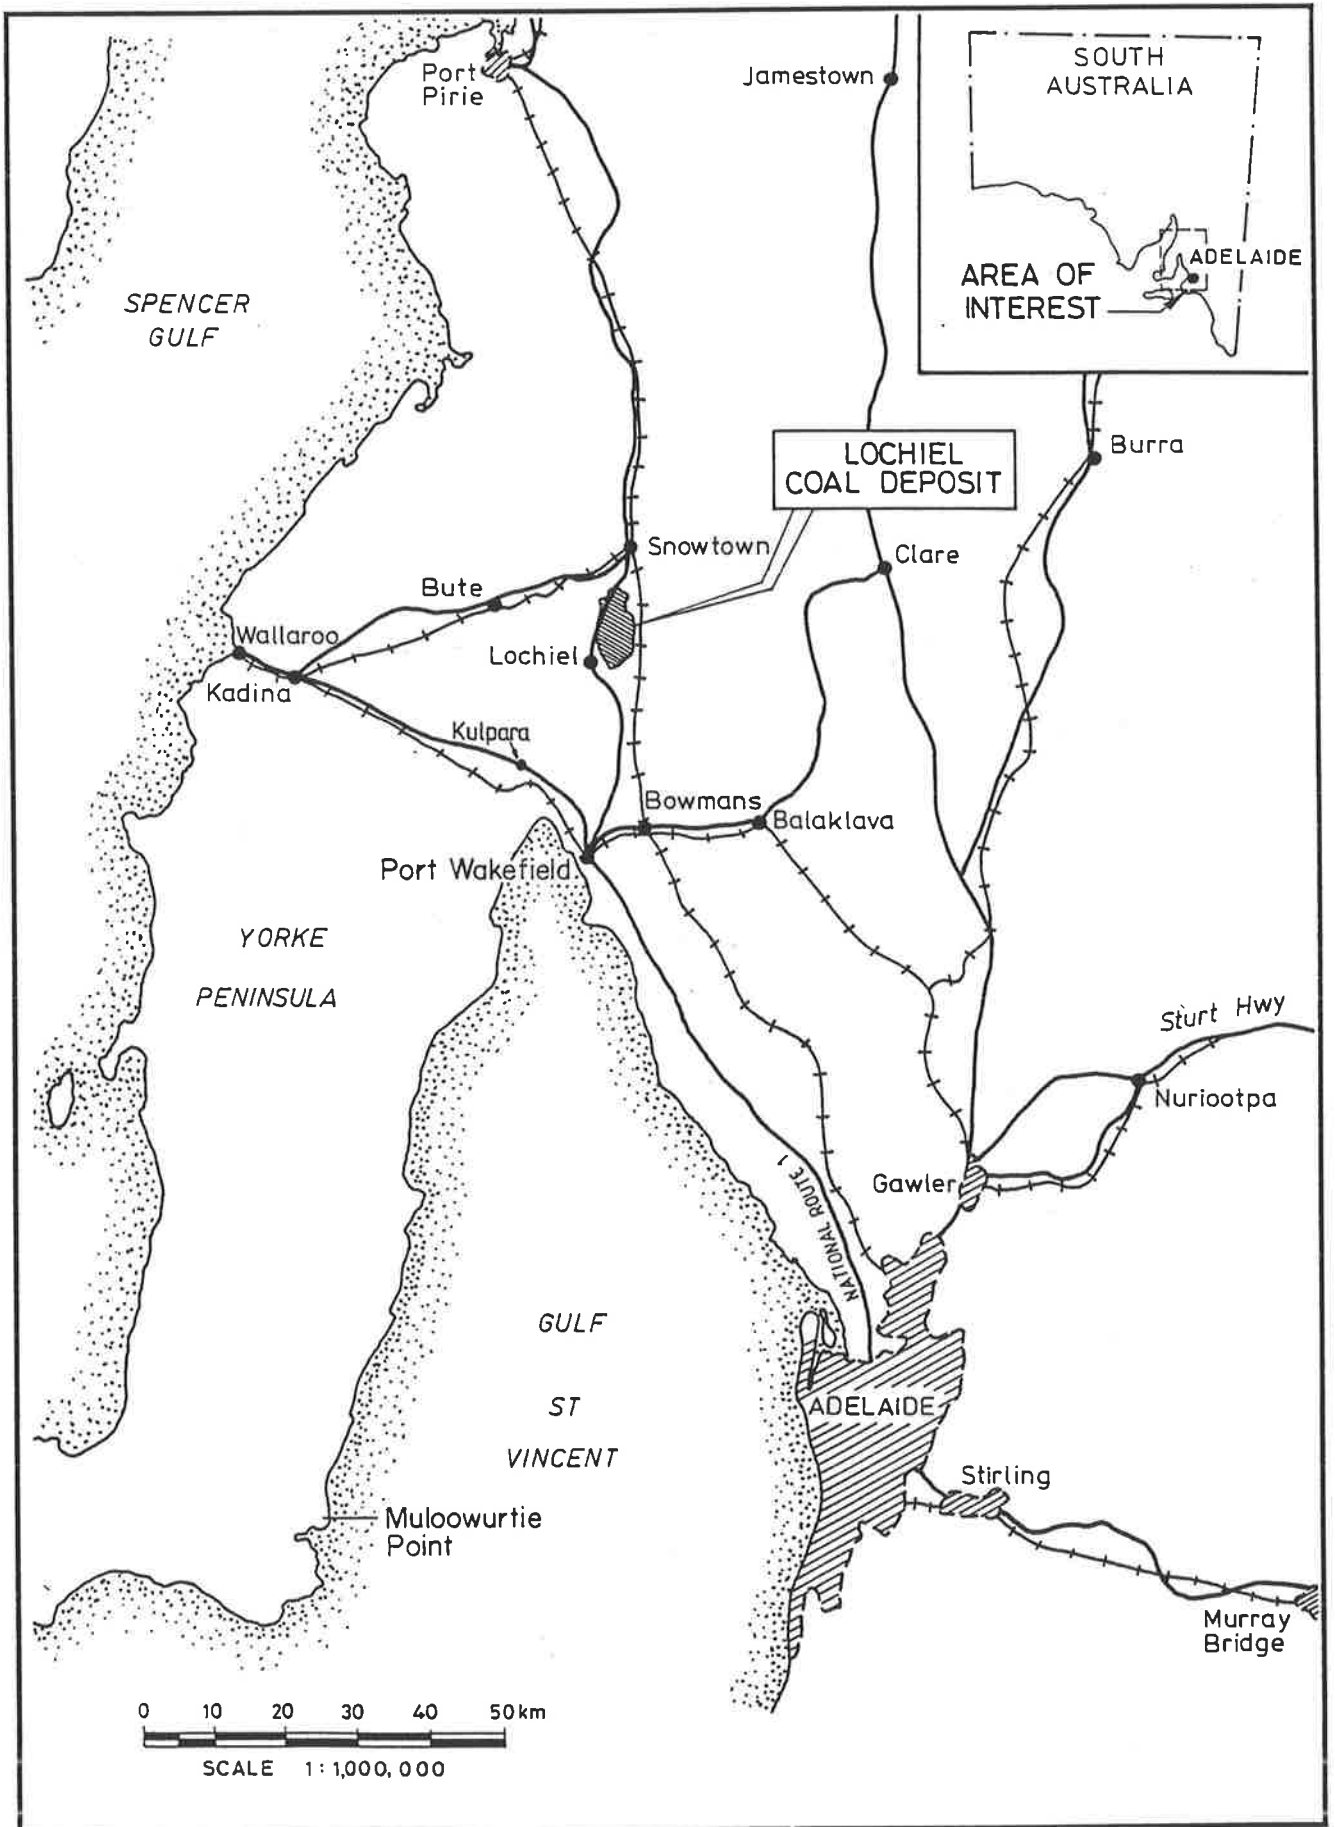 Port
Pirie
Jamestown
SOUTH
AUSTRALIA
ADELAIDE
AREA OF
INTEREST
SPENCER
GULF
LOCHIEL
COAL DEPOSIT
Burra
Snowtown
Clare
Bute
Wallaroo
Lochiel
Kadina
Kulpara
Bowmans
Balaklava
Port Wakefield
YORKE
PENINSULA
Sturt Hwy
Nuriootpa
Gawler
NATIONAL ROUTE 1
GULF
ST
VINCENT
ADELAIDE
Stirling
Muloowurtie
Point
Murray
Bridge
0 10 20 30 40 50 km
SCALE 1:1,000,000